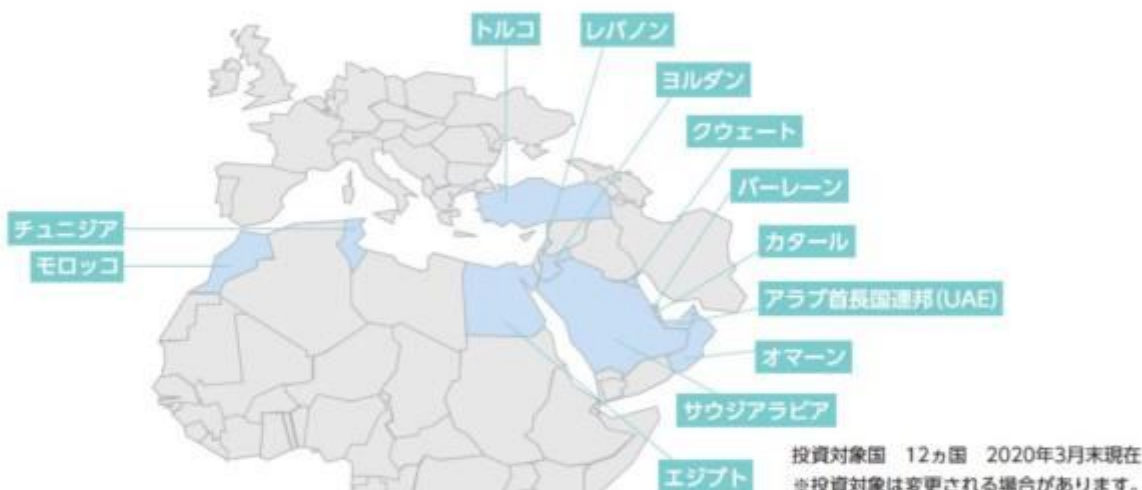 トルコ
レバノン
ヨルダン
クウェート
バーレーン
チュニジア
カタール
モロッコ
アラブ首長国連邦(UAE)
オマーン
サウジアラビア
エジプト
投資対象国 12ヵ国 2020年3月末現在
※投資対象は変更される場合があります。